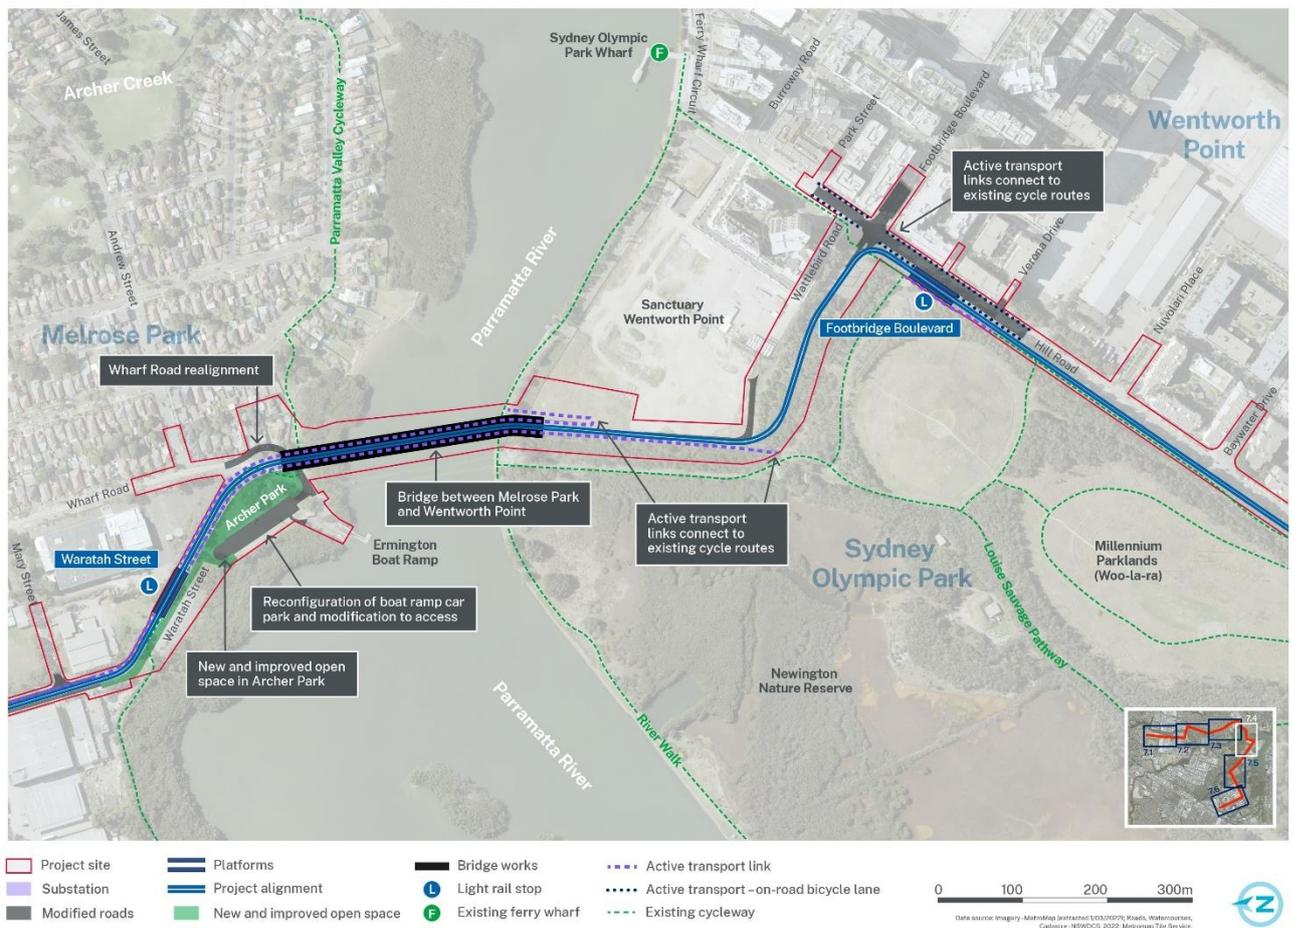 James Street
Archer Creek
Parramatta Valley Cycleway
Andrew Street
Melrose Park
Wharf Road realignment
Wharf Road
Archer Park
Waratah Street
L
Mary Street
Waratah Street
Sydney Olympic
Park Wharf
F
Ferry Wharf Circuit
Burroway Road
Park Street
Footbridge Boulevard
Wentworth
Point
Active transport
links connect to
existing cycle routes
Parramatta River
Sanctuary
Wentworth Point
Wattlebird Road
Verona Drive
Nuvolari Place
L
Footbridge Boulevard
Hill Road
Baywater Drive
Bridge between Melrose Park
and Wentworth Point
Active transport
links connect to
existing cycle routes
Ermington
Boat Ramp
Reconfiguration of boat ramp car
park and modification to access
New and improved open
space in Archer Park
Sydney
Olympic Park
Louise Sauvage Pathway
Millennium
Parklands
(Woo-la-ra)
Newington
Nature Reserve
Parramatta River
River Walk
7.1
7.2
7.3
7.4
7.5
7.6
Project site
Substation
Modified roads
Platforms
Project alignment
New and improved open space
Bridge works
L Light rail stop
F Existing ferry wharf
Active transport link
Active transport – on-road bicycle lane
Existing cycleway
0 100 200 300m
Z